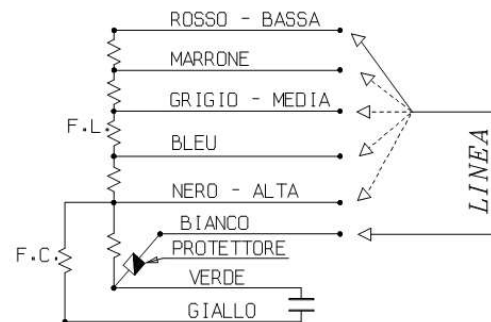 ROSSO - BASSA
MARRONE
GRIGIO - MEDIA
F.L.
BLEU
NERO - ALTA
BIANCO
F.C.
PROTETTORE
VERDE
GIALLO
LINEA